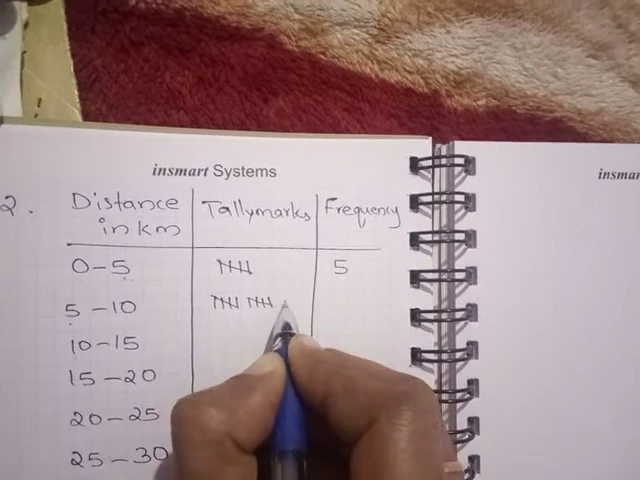 insmart Systems
insmar
2. Distance in km Tallymarks Frequency
0-5 𝍸 5
5-10 𝍸 𝍸
10-15
15-20
20-25
25-30